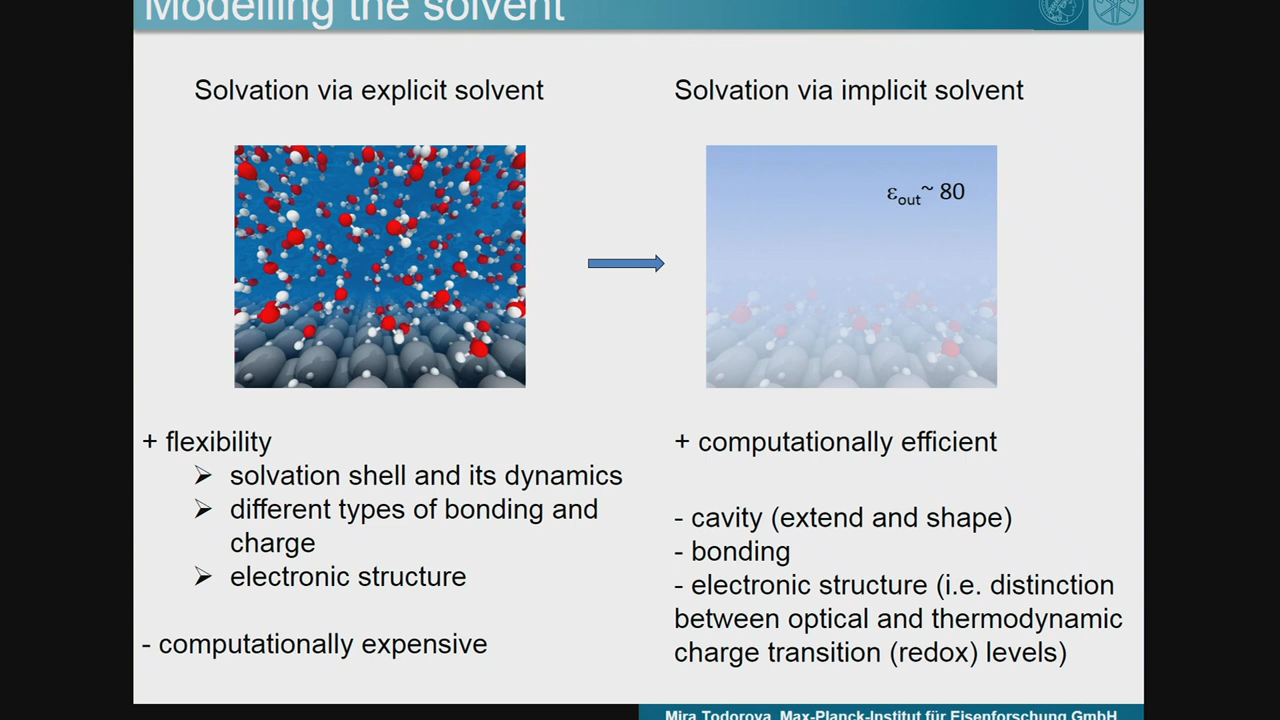 Modelling the solvent
Solvation via explicit solvent
Solvation via implicit solvent
εout~ 80
+ flexibility
➢ solvation shell and its dynamics
➢ different types of bonding and
charge
➢ electronic structure
- computationally expensive
+ computationally efficient
- cavity (extend and shape)
- bonding
- electronic structure (i.e. distinction
between optical and thermodynamic
charge transition (redox) levels)
Mira Todorova, Max-Planck-Institut für Eisenforschung GmbH